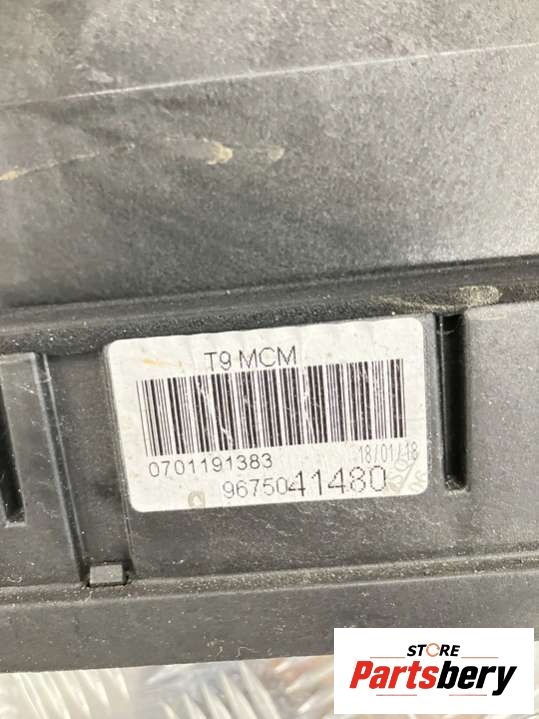 T9 MCM
0701191383 18/01/18
9675041480
STORE
Partsbery